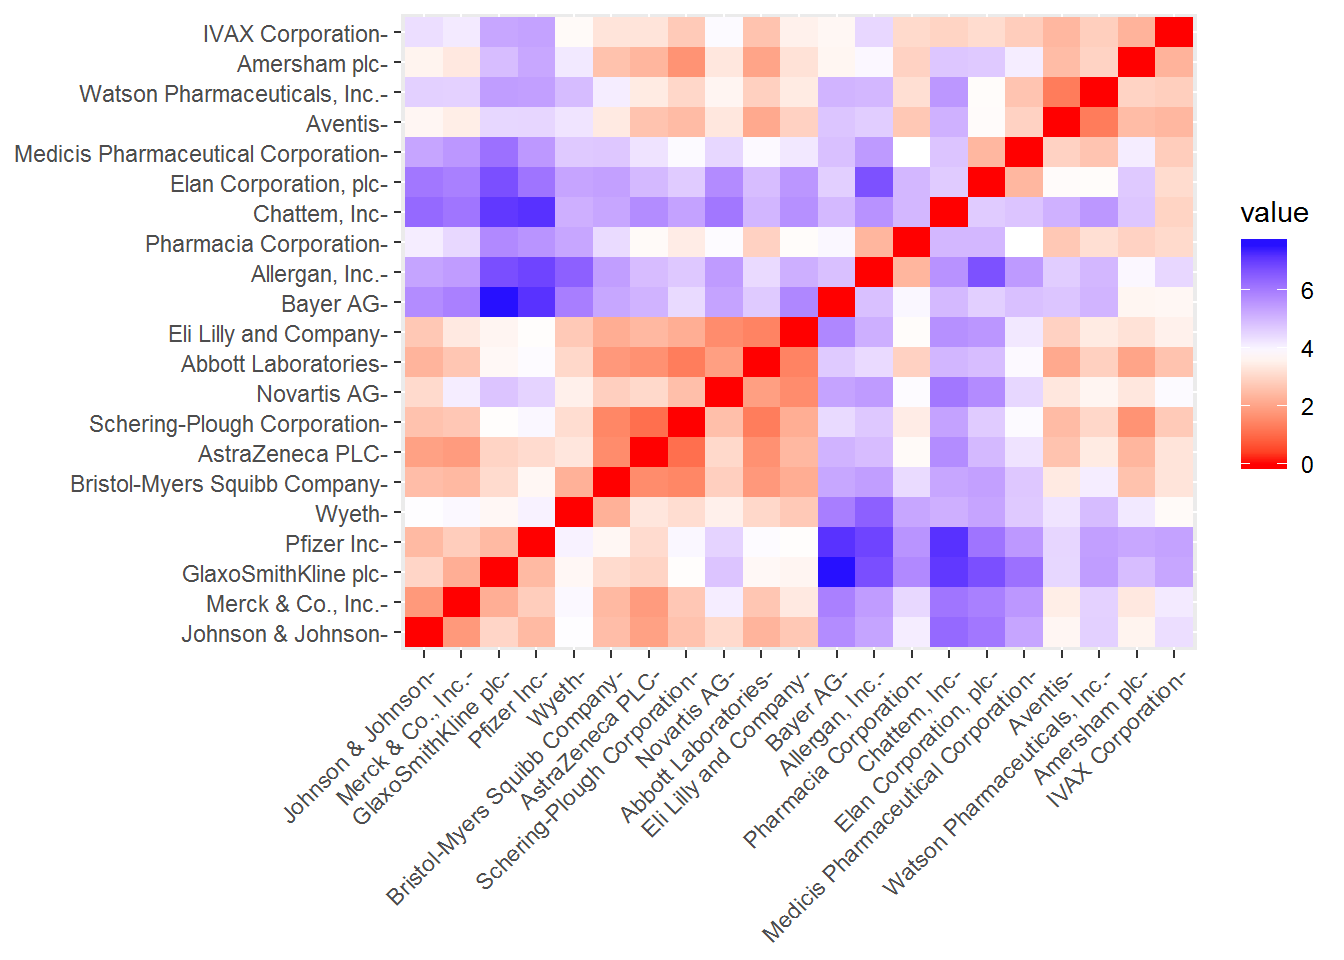 IVAX Corporation-
Amersham plc-
Watson Pharmaceuticals, Inc.-
Aventis-
Medicis Pharmaceutical Corporation-
Elan Corporation, plc-
Chattem, Inc-
Pharmacia Corporation-
Allergan, Inc.-
Bayer AG-
Eli Lilly and Company-
Abbott Laboratories-
Novartis AG-
Schering-Plough Corporation-
AstraZeneca PLC-
Bristol-Myers Squibb Company-
Wyeth-
Pfizer Inc-
GlaxoSmithKline plc-
Merck & Co., Inc.-
Johnson & Johnson-
Johnson & Johnson-
Merck & Co., Inc.-
GlaxoSmithKline plc-
Pfizer Inc-
Wyeth-
Bristol-Myers Squibb Company-
AstraZeneca PLC-
Schering-Plough Corporation-
Novartis AG-
Abbott Laboratories-
Eli Lilly and Company-
Bayer AG-
Allergan, Inc.-
Pharmacia Corporation-
Chattem, Inc-
Elan Corporation, plc-
Medicis Pharmaceutical Corporation-
Aventis-
Watson Pharmaceuticals, Inc.-
Amersham plc-
IVAX Corporation-
value
6
4
2
0